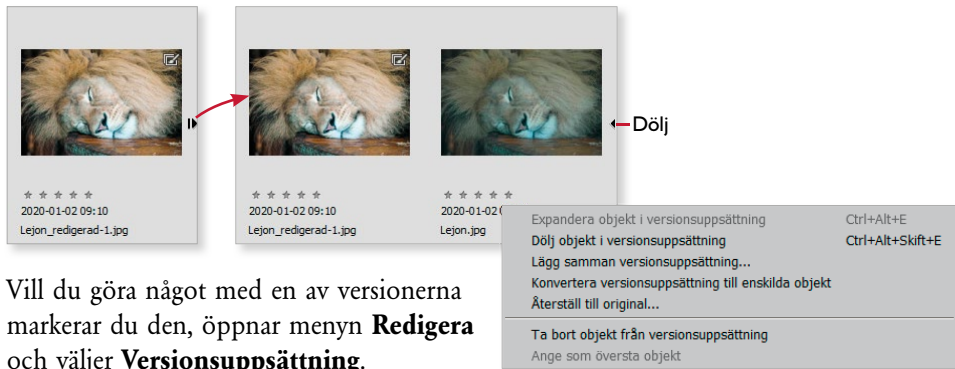 Dölj
2020-01-02 09:10
Lejon_redigerad-1.jpg
2020-01-02 09:10
Lejon_redigerad-1.jpg
2020-01-02
Lejon.jpg
Expandera objekt i versionsuppsättning Ctrl+Alt+E
Dölj objekt i versionsuppsättning Ctrl+Alt+Skift+E
Lägg samman versionsuppsättning...
Konvertera versionsuppsättning till enskilda objekt
Återställ till original...
Ta bort objekt från versionsuppsättning
Ange som översta objekt
Vill du göra något med en av versionerna
markerar du den, öppnar menyn Redigera
och väljer Versionsuppsättning.